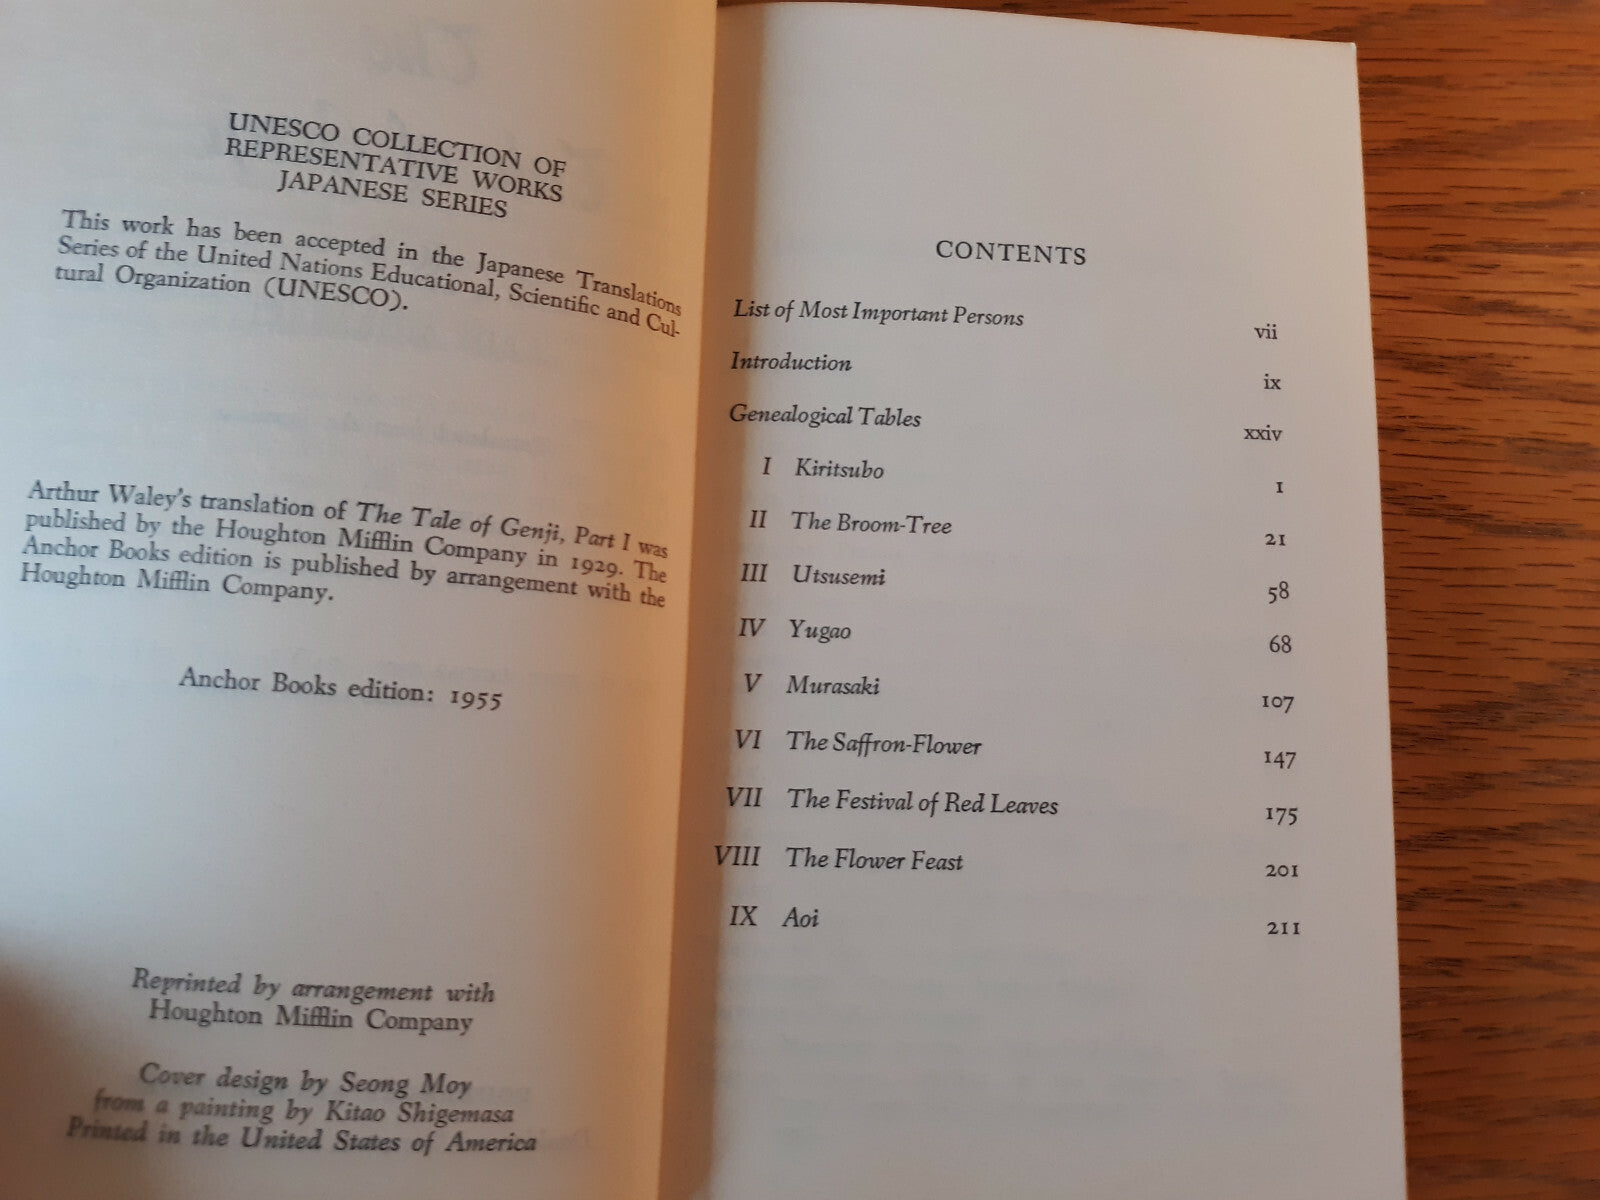 UNESCO COLLECTION OF
REPRESENTATIVE WORKS
JAPANESE SERIES
This work has been accepted in the Japanese Translations
Series of the United Nations Educational, Scientific and Cul-
tural Organization (UNESCO).
Arthur Waley's translation of The Tale of Genji, Part I was
published by the Houghton Mifflin Company in 1929. The
Anchor Books edition is published by arrangement with the
Houghton Mifflin Company.
Anchor Books edition: 1955
Reprinted by arrangement with
Houghton Mifflin Company
Cover design by Seong Moy
from a painting by Kitao Shigemasa
Printed in the United States of America
CONTENTS
List of Most Important Persons vii
Introduction ix
Genealogical Tables xxiv
I Kiritsubo 1
II The Broom-Tree 21
III Utsusemi 58
IV Yugao 68
V Murasaki 107
VI The Saffron-Flower 147
VII The Festival of Red Leaves 175
VIII The Flower Feast 201
IX Aoi 211